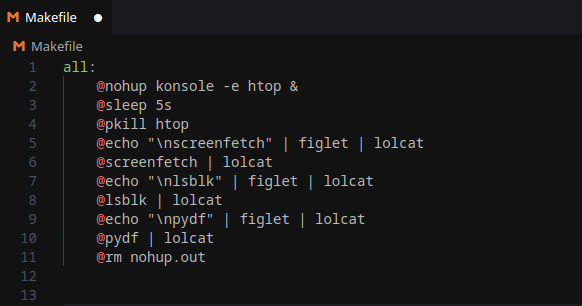 M Makefile ●
M Makefile
1 all:
2 @nohup konsole -e htop &
3 @sleep 5s
4 @pkill htop
5 @echo "\nscreenfetch" | figlet | lolcat
6 @screenfetch | lolcat
7 @echo "\nlsblk" | figlet | lolcat
8 @lsblk | lolcat
9 @echo "\npydf" | figlet | lolcat
10 @pydf | lolcat
11 @rm nohup.out
12
13